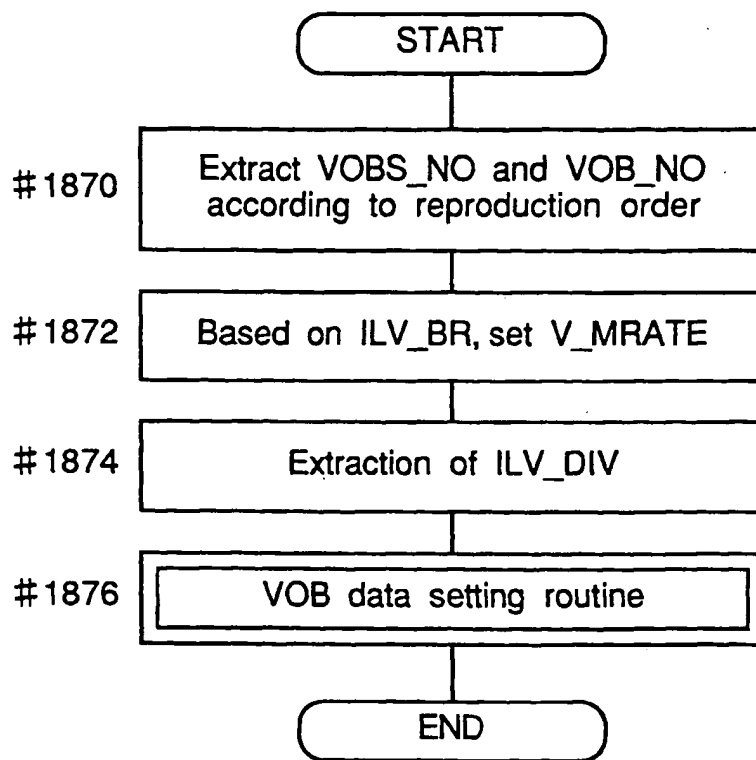 START
#1870
Extract VOBS_NO and VOB_NO
according to reproduction order
#1872
Based on ILV_BR, set V_MRATE
#1874
Extraction of ILV_DIV
#1876
VOB data setting routine
END